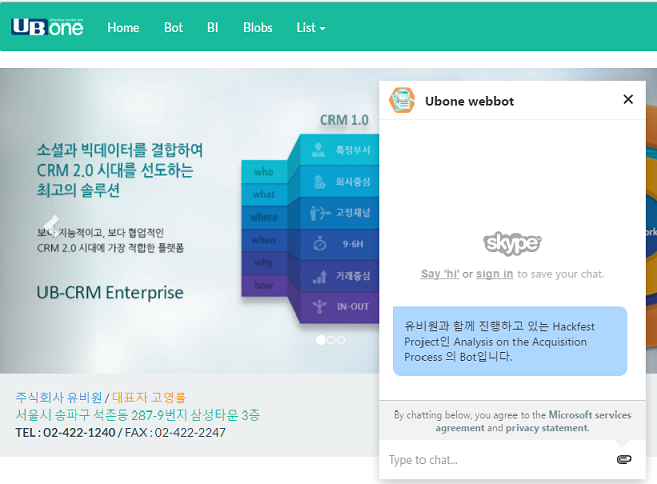 UBone
Home Bot BI Blobs List
Ubone webbot
CRM 1.0
소셜과 빅데이터를 결합하여
CRM 2.0 시대를 선도하는
최고의 솔루션
보다 지능적이고, 보다 협업적인
CRM 2.0 시대에 가장 적합한 플랫폼
UB-CRM Enterprise
who 특정부서
what 회사중심
where 고정채널
when 9-6H
why 거래중심
how IN-OUT
skype
Say 'hi' or sign in to save your chat.
유비원과 함께 진행하고 있는 Hackfest
Project인 Analysis on the Acquisition
Process 의 Bot입니다.
By chatting below, you agree to the Microsoft services
agreement and privacy statement.
Type to chat...
주식회사 유비원 / 대표자 고영률
서울시 송파구 석촌동 287-9번지 삼성타운 3층
TEL : 02-422-1240 / FAX : 02-422-2247